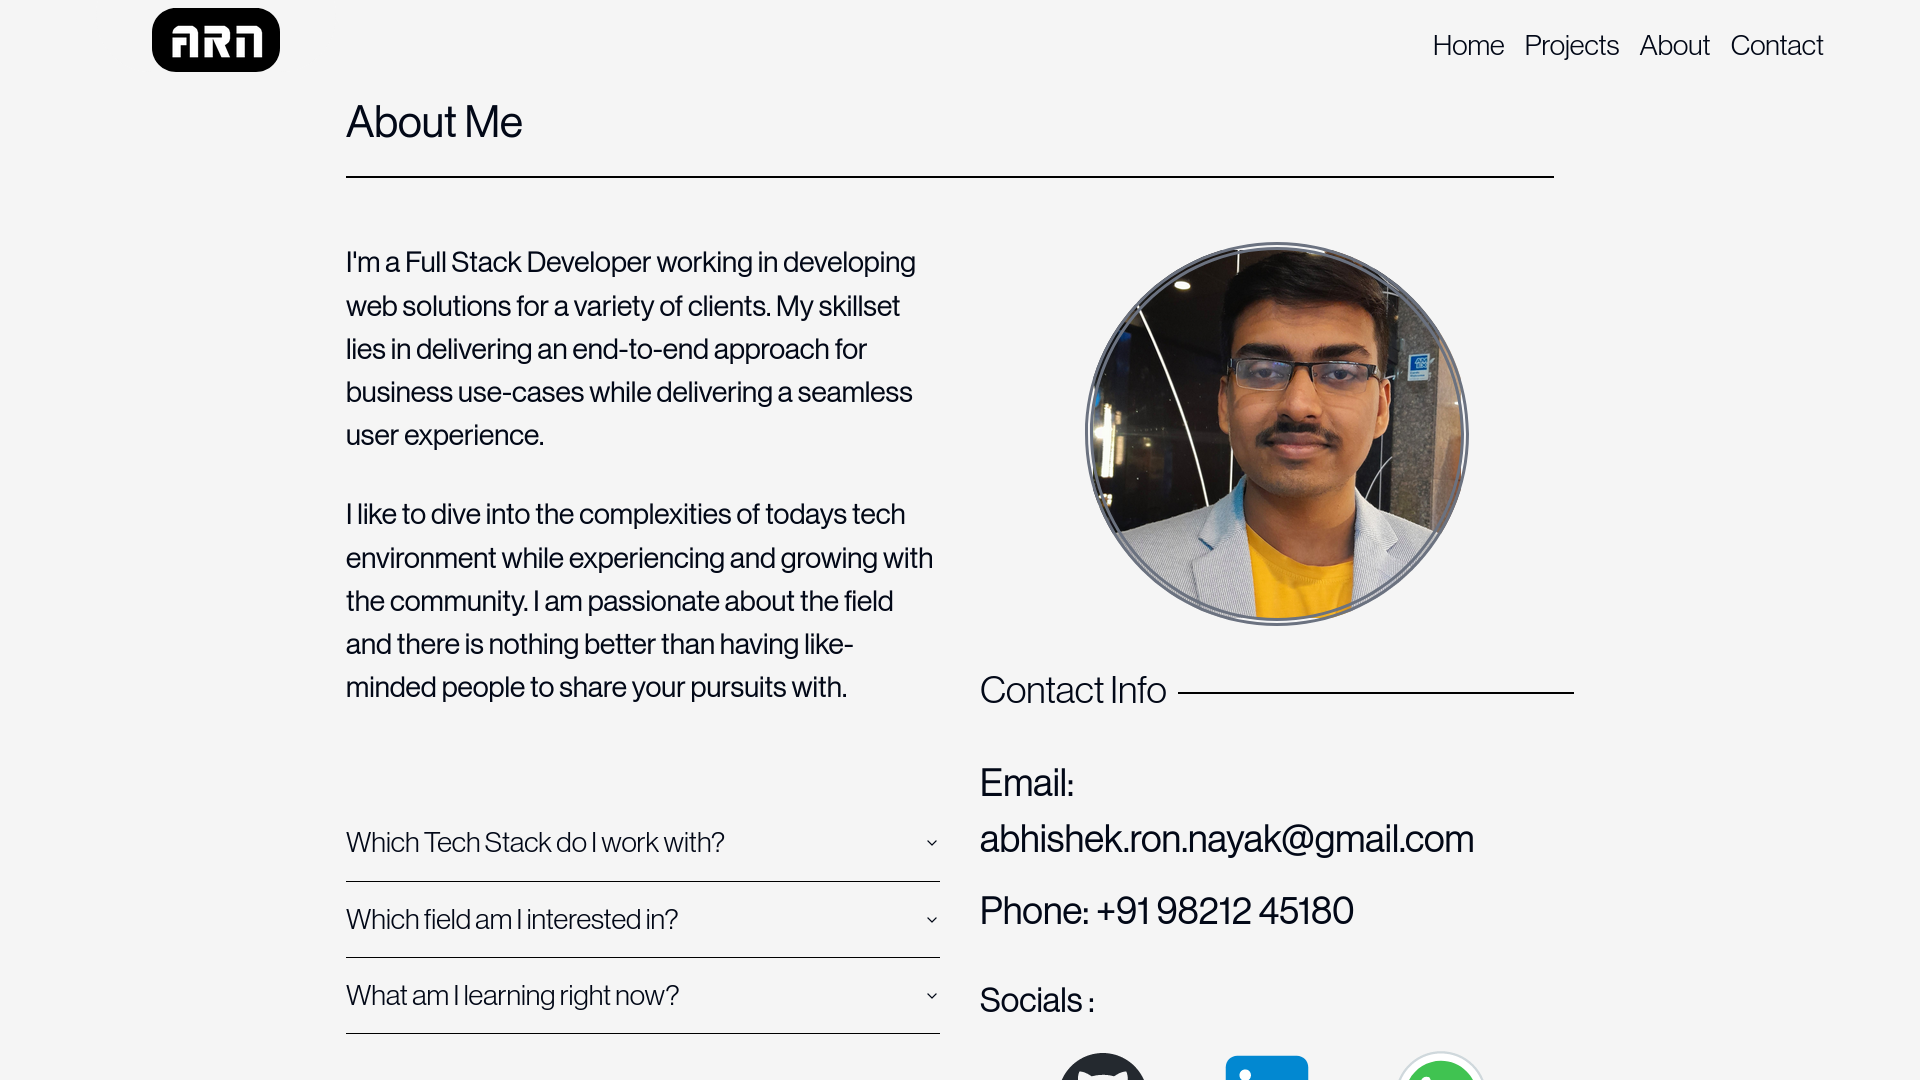 ARN
Home Projects About Contact
About Me
I'm a Full Stack Developer working in developing
web solutions for a variety of clients. My skillset
lies in delivering an end-to-end approach for
business use-cases while delivering a seamless
user experience.
I like to dive into the complexities of todays tech
environment while experiencing and growing with
the community. I am passionate about the field
and there is nothing better than having like-
minded people to share your pursuits with.
Which Tech Stack do I work with?
Which field am I interested in?
What am I learning right now?
Contact Info
Email:
abhishek.ron.nayak@gmail.com
Phone: +91 98212 45180
Socials :